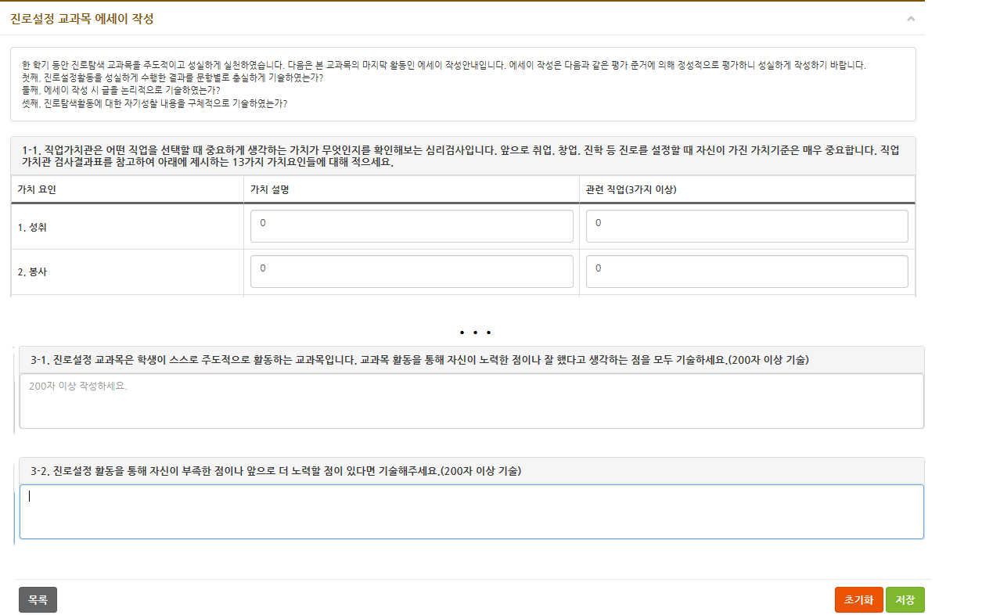 진로설정 교과목 에세이 작성
한 학기 동안 진로탐색 교과목을 주도적이고 성실하게 실천하였습니다. 다음은 본 교과목의 마지막 활동인 에세이 작성안내입니다. 에세이 작성은 다음과 같은 평가 준거에 의해 정성적으로 평가하니 성실하게 작성하기 바랍니다.
첫째, 진로설정활동을 성실하게 수행한 결과를 문항별로 충실하게 기술하였는가?
둘째, 에세이 작성 시 글을 논리적으로 기술하였는가?
셋째, 진로탐색활동에 대한 자기성찰 내용을 구체적으로 기술하였는가?
1-1. 직업가치관은 어떤 직업을 선택할 때 중요하게 생각하는 가치가 무엇인지를 확인해보는 심리검사입니다. 앞으로 취업, 창업, 진학 등 진로를 설정할 때 자신이 가진 가치기준은 매우 중요합니다. 직업
가치관 검사결과표를 참고하여 아래에 제시하는 13가지 가치요인들에 대해 적으세요.
가치 요인 가치 설명 관련 직업(3가지 이상)
1. 성취 0 0
2. 봉사 0 0
• • •
3-1. 진로설정 교과목은 학생이 스스로 주도적으로 활동하는 교과목입니다. 교과목 활동을 통해 자신이 노력한 점이나 잘 했다고 생각하는 점을 모두 기술하세요.(200자 이상 기술)
200자 이상 작성하세요.
3-2. 진로설정 활동을 통해 자신이 부족한 점이나 앞으로 더 노력할 점이 있다면 기술해주세요.(200자 이상 기술)
목록 초기화 저장